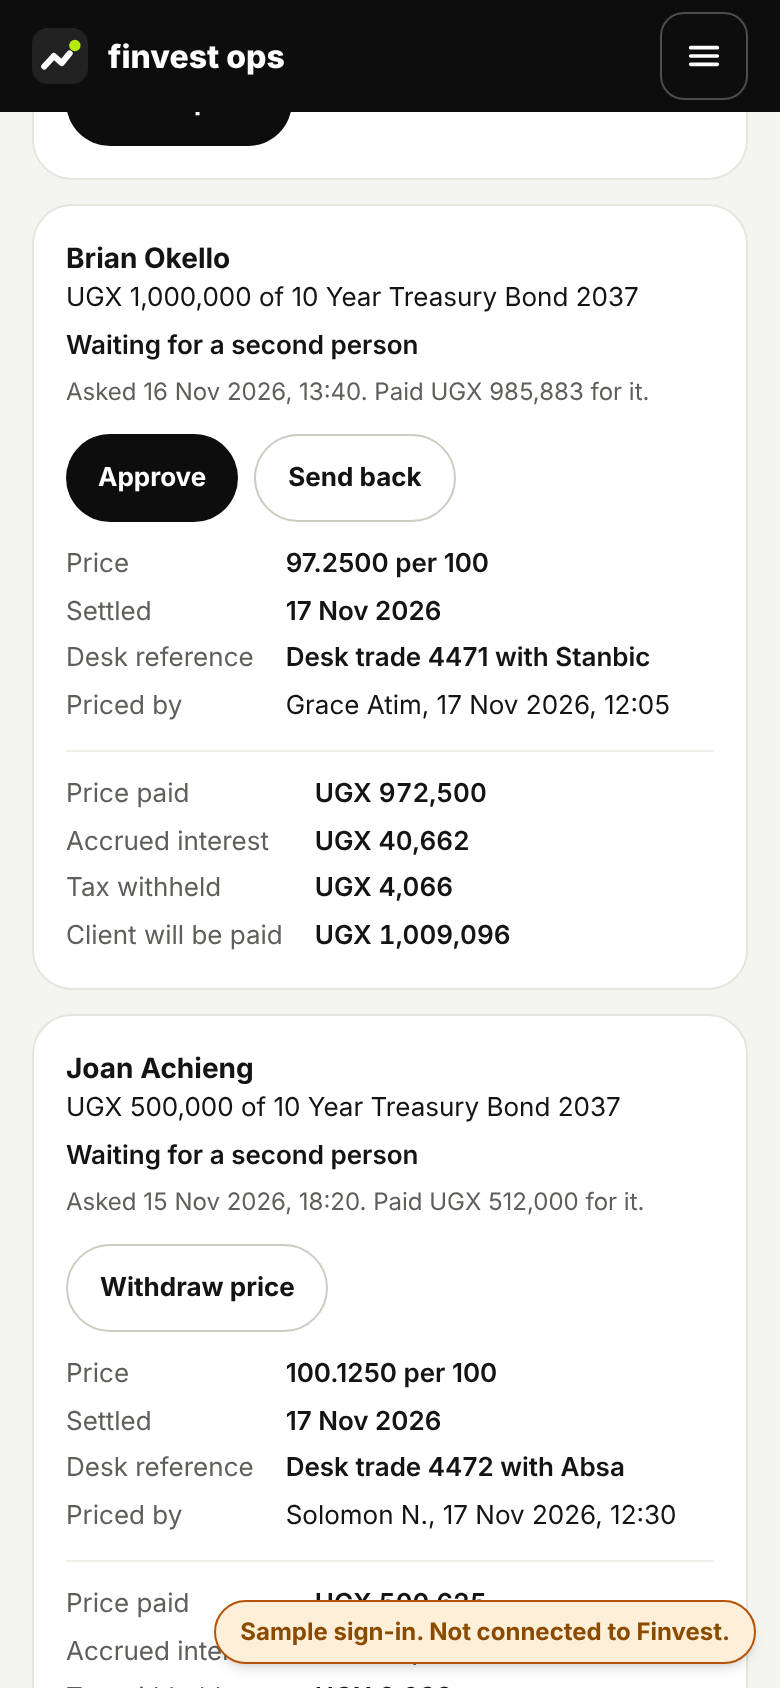 finvest ops
Brian Okello
UGX 1,000,000 of 10 Year Treasury Bond 2037
Waiting for a second person
Asked 16 Nov 2026, 13:40. Paid UGX 985,883 for it.
Approve
Send back
Price 97.2500 per 100
Settled 17 Nov 2026
Desk reference Desk trade 4471 with Stanbic
Priced by Grace Atim, 17 Nov 2026, 12:05
Price paid UGX 972,500
Accrued interest UGX 40,662
Tax withheld UGX 4,066
Client will be paid UGX 1,009,096
Joan Achieng
UGX 500,000 of 10 Year Treasury Bond 2037
Waiting for a second person
Asked 15 Nov 2026, 18:20. Paid UGX 512,000 for it.
Withdraw price
Price 100.1250 per 100
Settled 17 Nov 2026
Desk reference Desk trade 4472 with Absa
Priced by Solomon N., 17 Nov 2026, 12:30
Price paid UGX 500,625
Sample sign-in. Not connected to Finvest.
Accrued